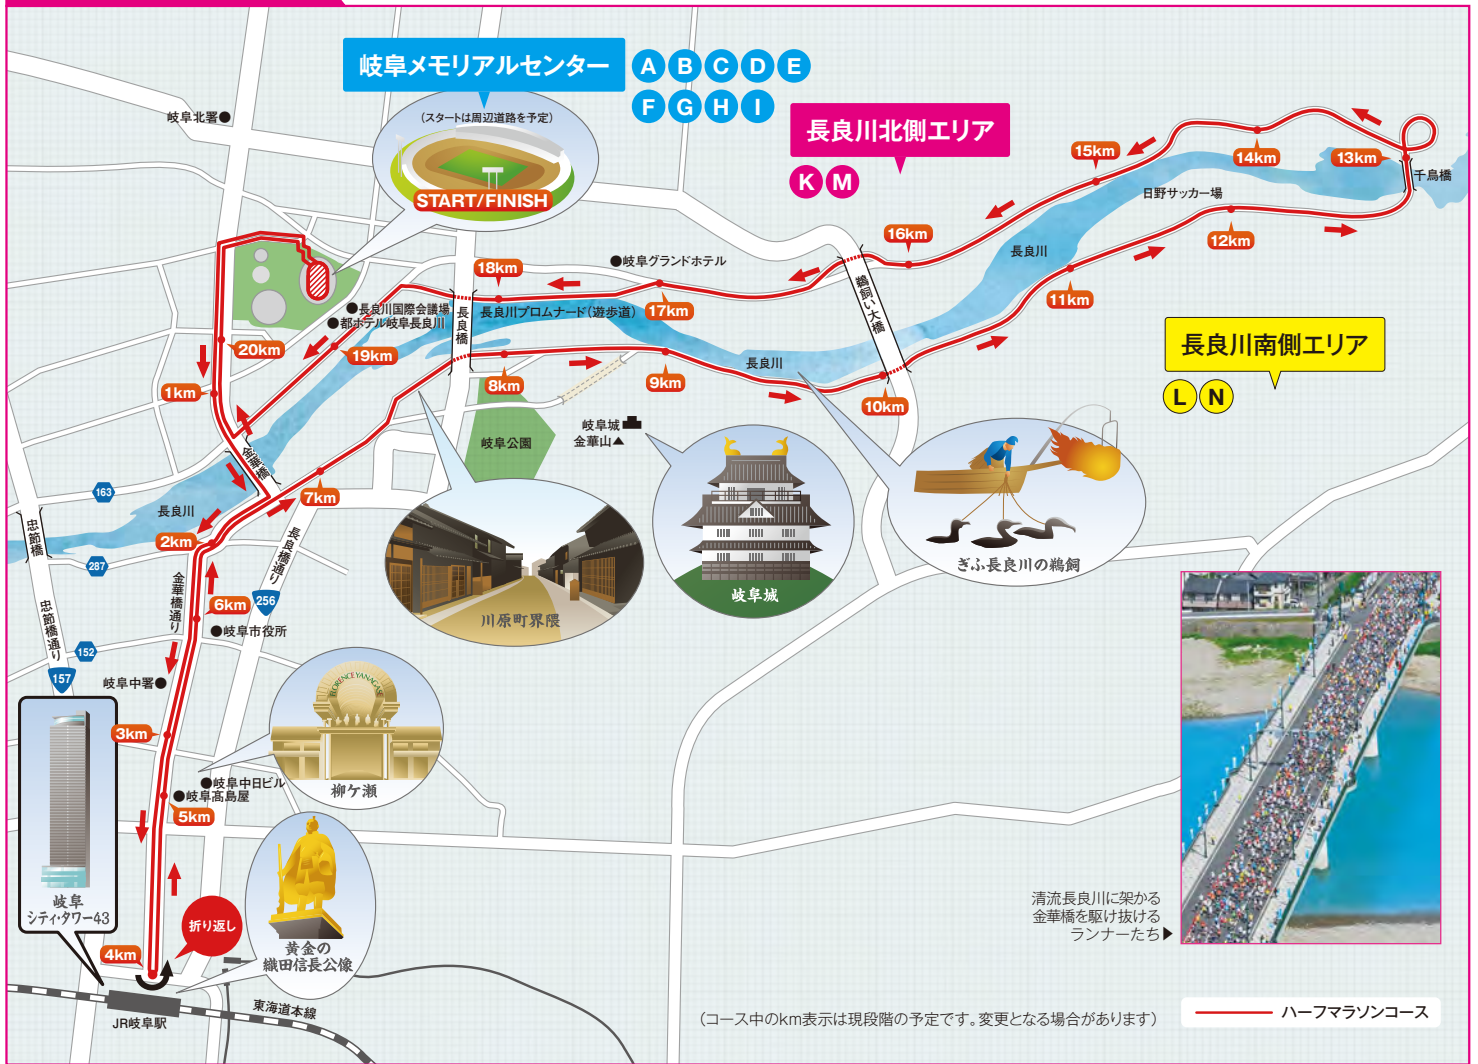 岐阜メモリアルセンター
A B C D E
F G H I
(スタートは周辺道路を予定)
START/FINISH
岐阜北署
長良川北側エリア
K M
15km
14km
13km
千鳥橋
日野サッカー場
12km
16km
長良川
11km
岐阜グランドホテル
鵜飼い大橋
18km
17km
長良川プロムナード(遊歩道)
長良橋
長良川国際会議場
都ホテル岐阜長良川
20km
19km
1km
8km
9km
長良川
10km
長良川南側エリア
L N
岐阜公園
岐阜城
金華山▲
金華橋
7km
163
長良川
2km
忠節橋
287
長良橋通り
256
金華橋通り
6km
岐阜市役所
忠節橋通り
152
157
岐阜中署
川原町界隈
岐阜城
ぎふ長良川の鵜飼
FLORENCE YANAGASE
柳ケ瀬
3km
岐阜中日ビル
岐阜髙島屋
5km
岐阜
シティ・タワー43
折り返し
黄金の
織田信長公像
4km
JR岐阜駅
東海道本線
清流長良川に架かる
金華橋を駆け抜ける
ランナーたち▶
(コース中のkm表示は現段階の予定です。変更となる場合があります)
ハーフマラソンコース